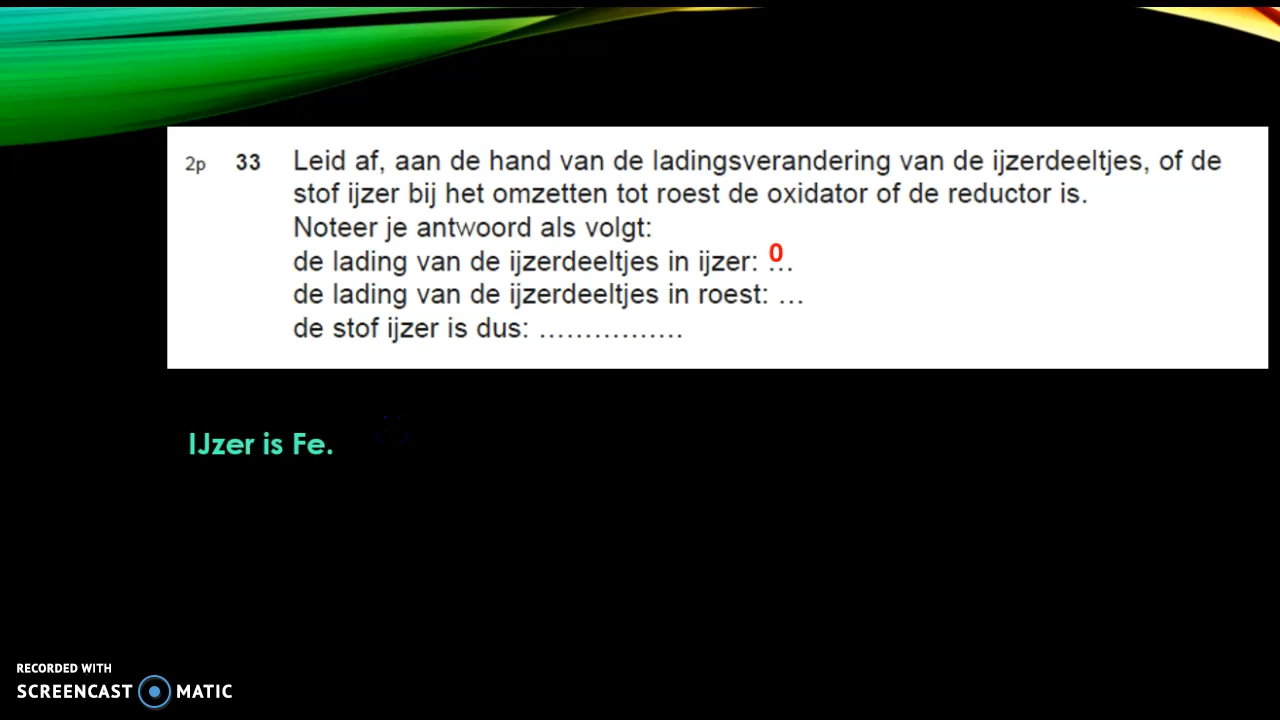 2p 33 Leid af, aan de hand van de ladingsverandering van de ijzerdeeltjes, of de
stof ijzer bij het omzetten tot roest de oxidator of de reductor is.
Noteer je antwoord als volgt:
de lading van de ijzerdeeltjes in ijzer: 0...
de lading van de ijzerdeeltjes in roest: ...
de stof ijzer is dus: ................
IJzer is Fe.
RECORDED WITH
SCREENCAST MATIC